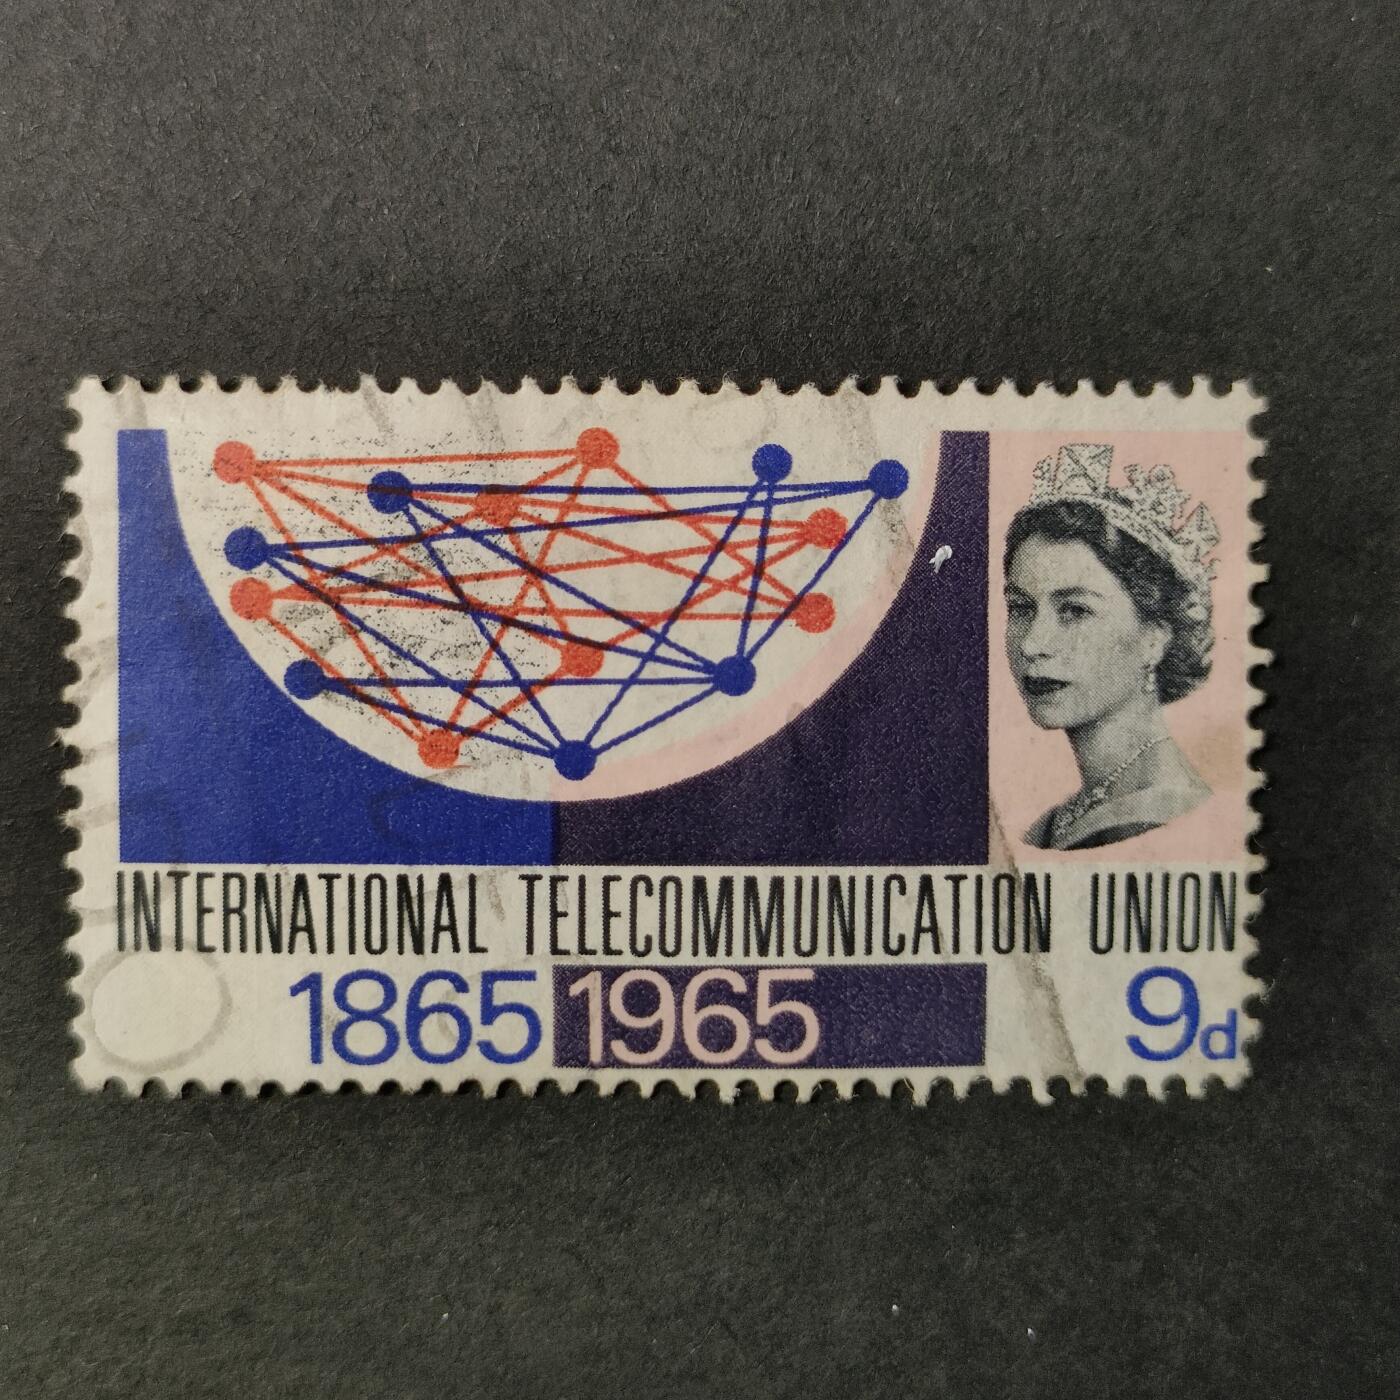 INTERNATIONAL TELECOMMUNICATION UNION
1865 1965 9d